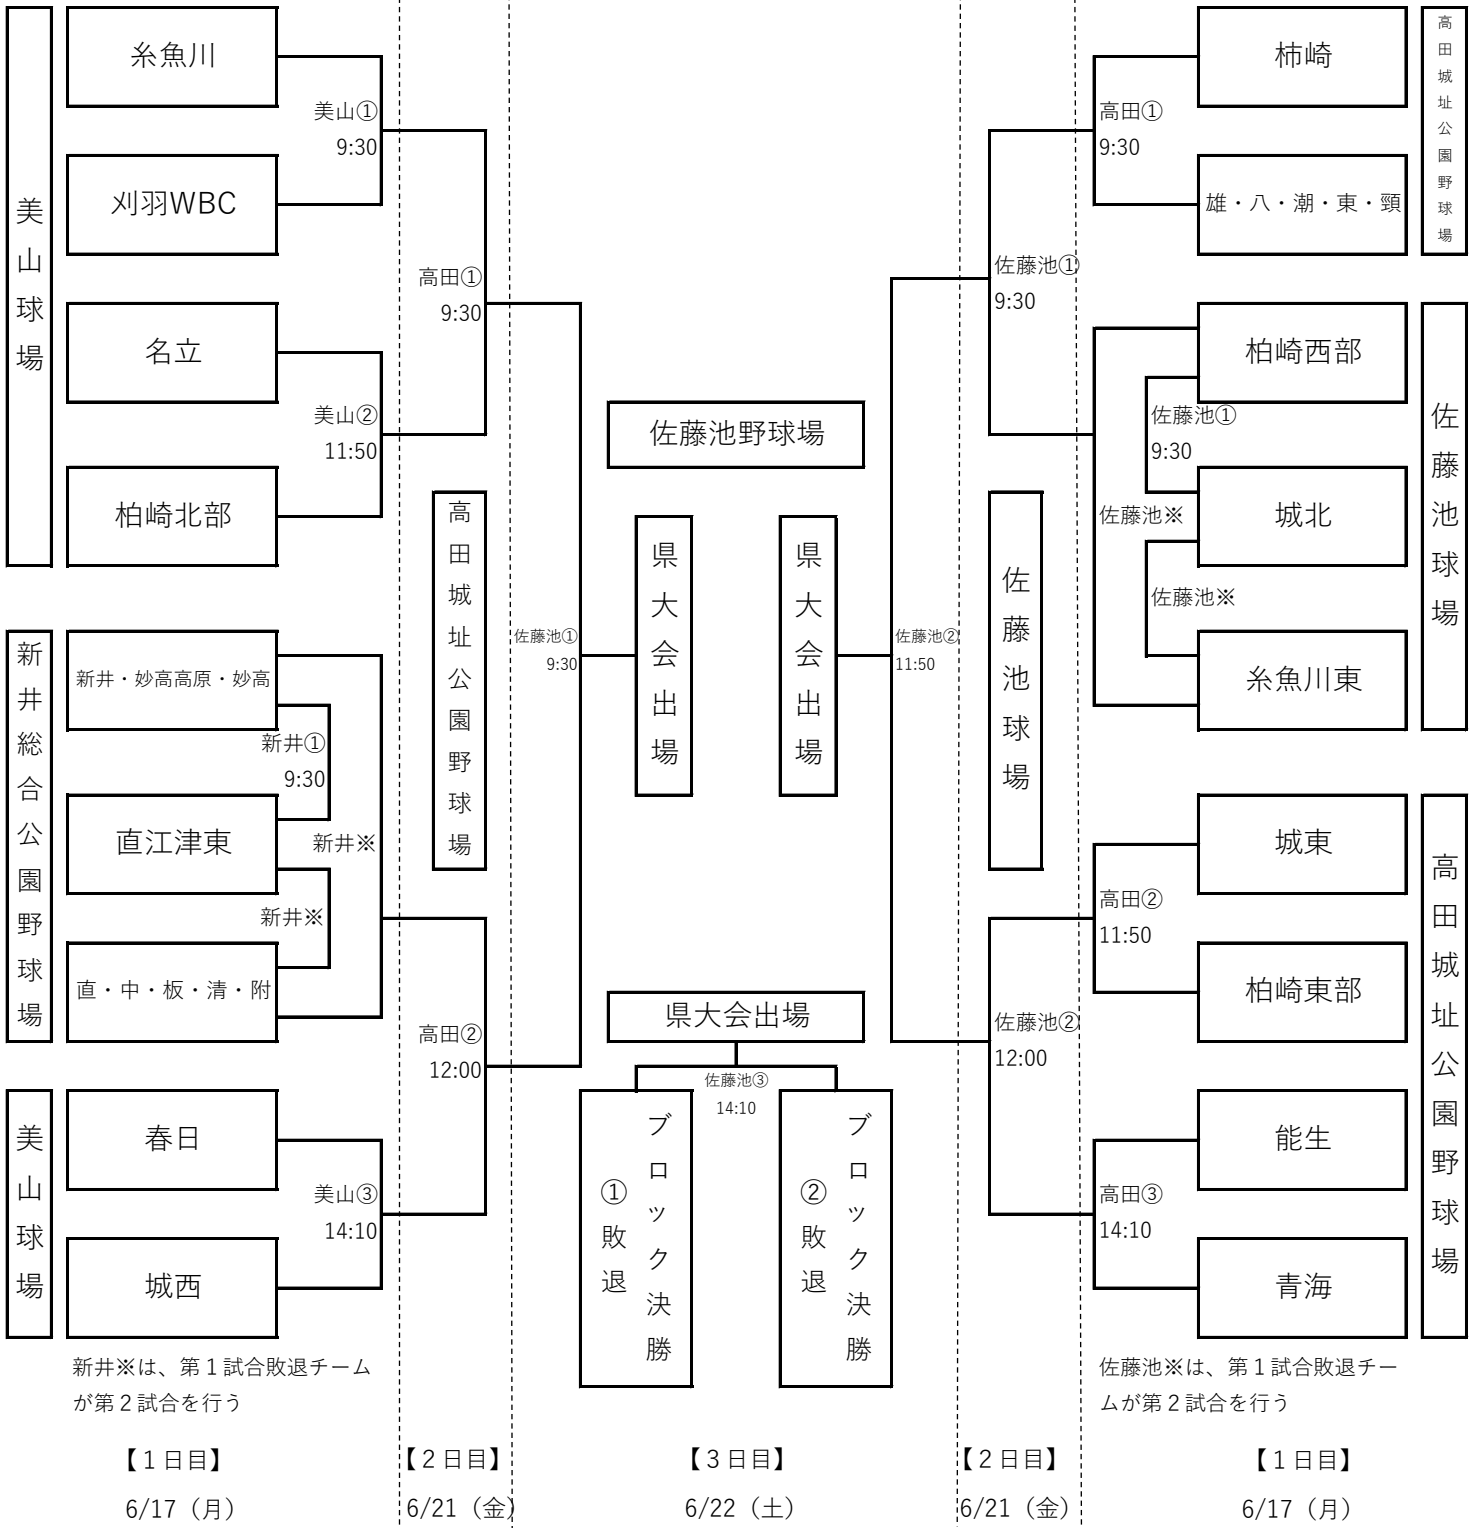 美山球場
糸魚川
美山①
9:30
刈羽WBC
名立
美山②
11:50
柏崎北部
高田①
9:30
新井総合公園野球場
新井・妙高高原・妙高
新井①
9:30
直江津東
新井※
新井※
直・中・板・清・附
高田城址公園野球場
高田②
12:00
美山球場
春日
美山③
14:10
城西
新井※は、第１試合敗退チーム
が第２試合を行う
佐藤池野球場
県大会出場
県大会出場
佐藤池①
9:30
佐藤池②
11:50
県大会出場
佐藤池③
14:10
ブロック決勝
①敗退
ブロック決勝
②敗退
佐藤池①
9:30
佐藤池球場
佐藤池②
12:00
柿崎
高田①
9:30
雄・八・潮・東・頸
高田城址公園野球場
柏崎西部
佐藤池①
9:30
佐藤池※
城北
佐藤池※
糸魚川東
佐藤池球場
城東
高田②
11:50
柏崎東部
能生
高田③
14:10
青海
高田城址公園野球場
佐藤池※は、第１試合敗退チー
ムが第２試合を行う
【１日目】
【２日目】
【３日目】
【２日目】
【１日目】
6/17（月）
6/21（金）
6/22（土）
6/21（金）
6/17（月）